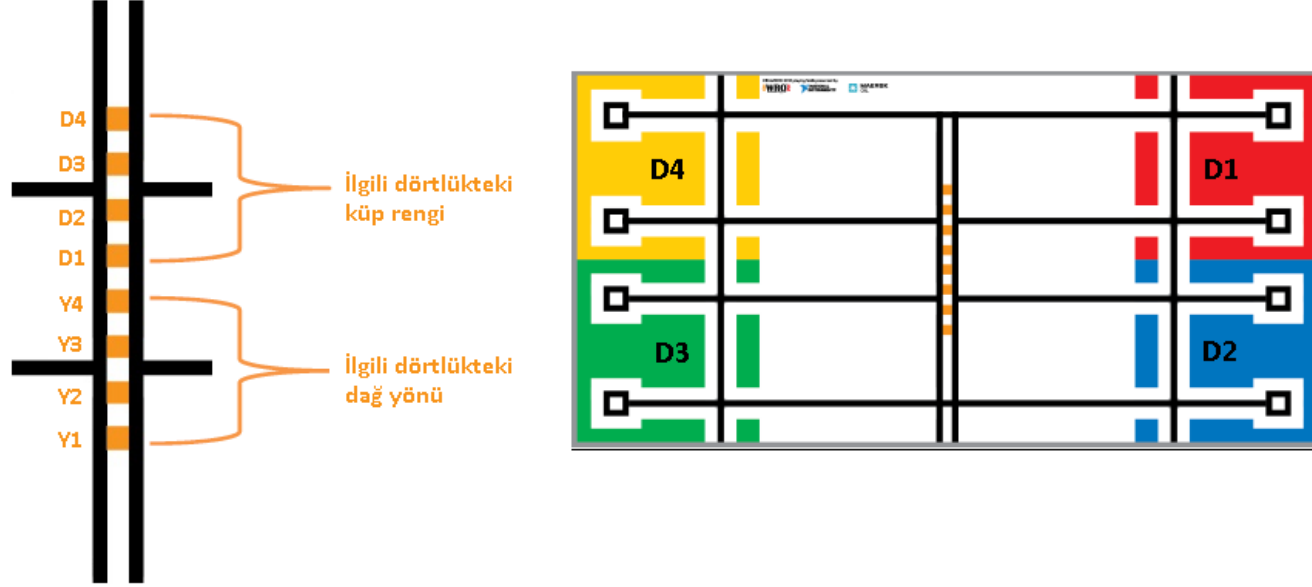 D4
D3
D2
D1
Y4
Y3
Y2
Y1
İlgili dörtlükteki
küp rengi
İlgili dörtlükteki
dağ yönü
WRO
MAERSK
D4
D1
D3
D2